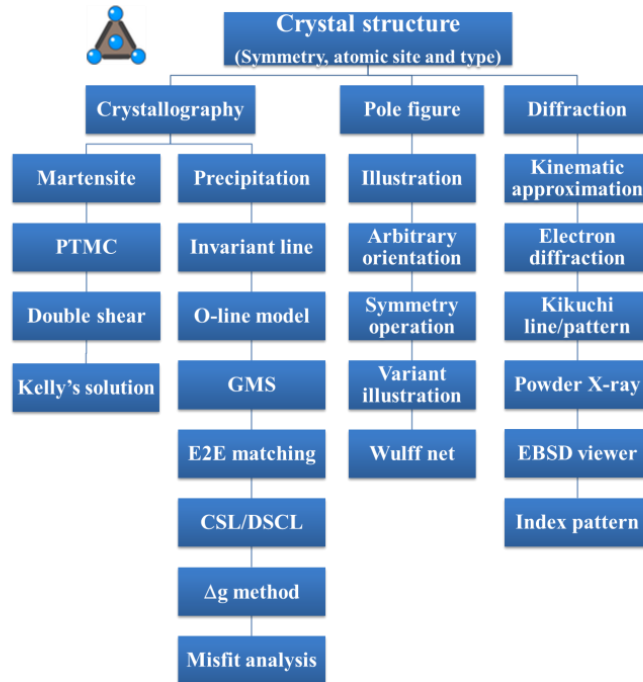 Crystal structure
(Symmetry, atomic site and type)
Crystallography
Pole figure
Diffraction
Martensite
Precipitation
Illustration
Kinematic
approximation
PTMC
Invariant line
Arbitrary
orientation
Electron
diffraction
Double shear
O-line model
Symmetry
operation
Kikuchi
line/pattern
Kelly's solution
GMS
Variant
illustration
Powder X-ray
E2E matching
Wulff net
EBSD viewer
CSL/DSCL
Index pattern
Δg method
Misfit analysis